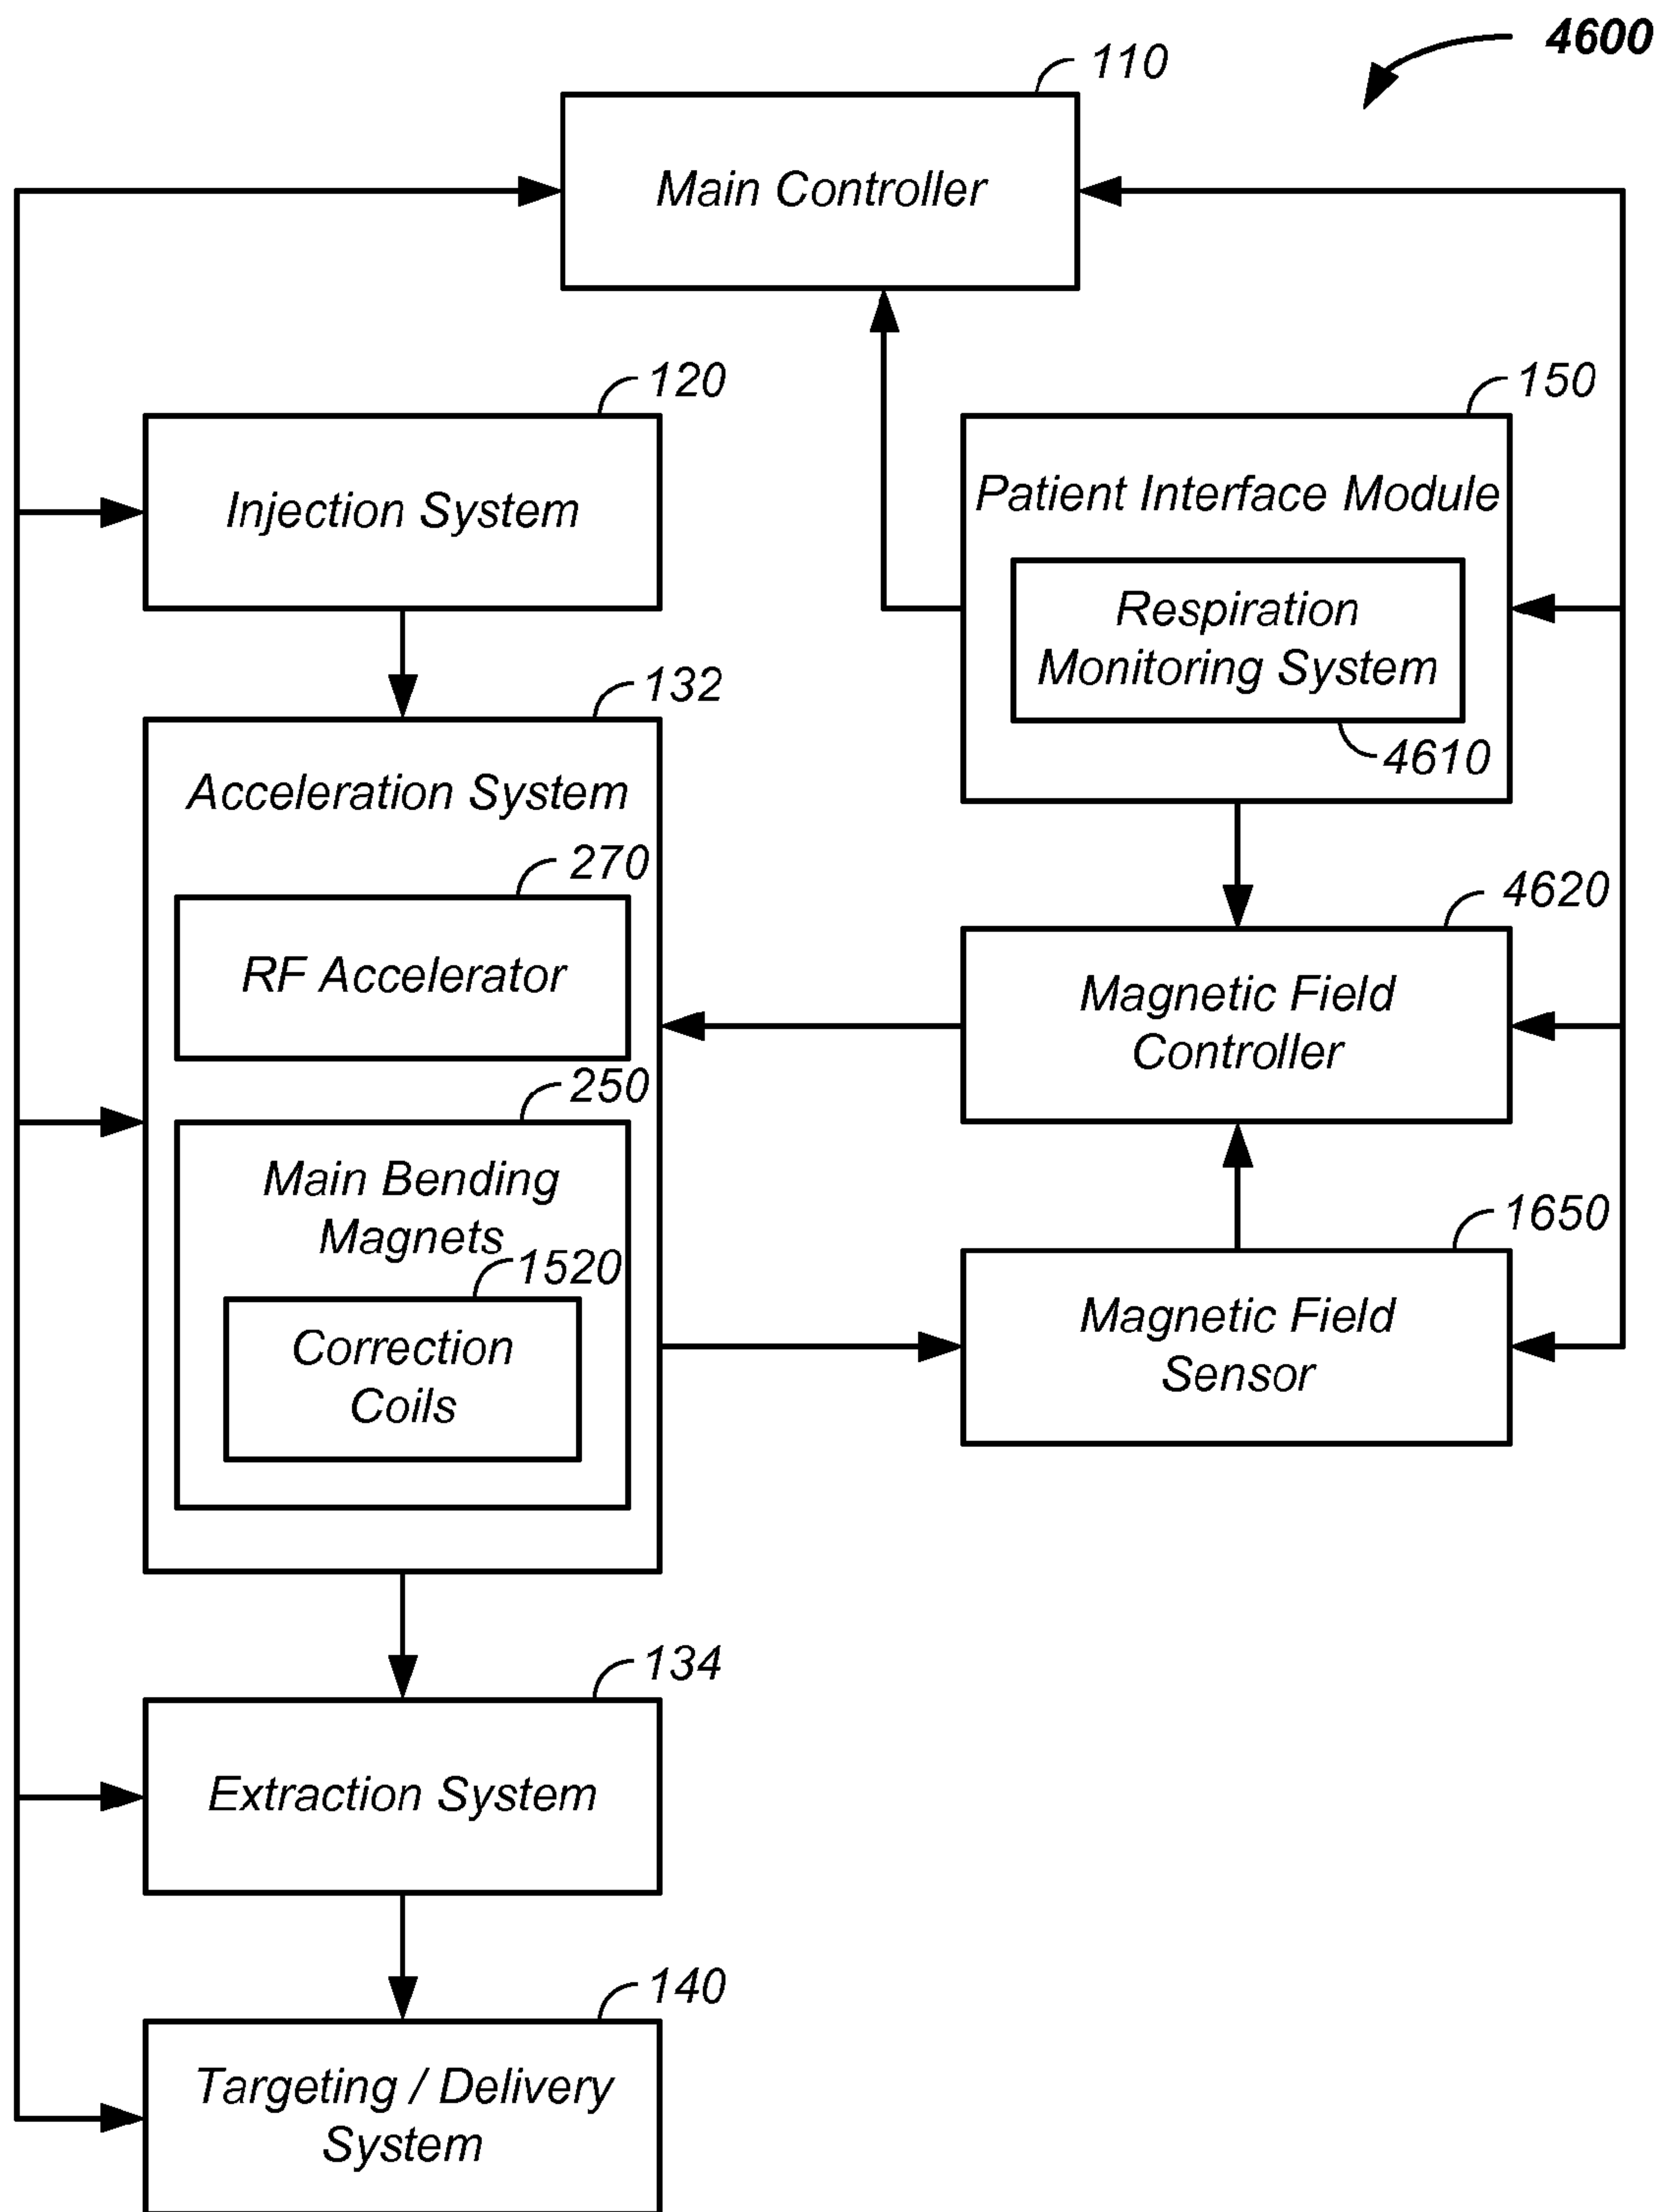 4600
110
Main Controller
120
Injection System
150
Patient Interface Module
Respiration
Monitoring System
4610
132
Acceleration System
270
RF Accelerator
250
Main Bending
Magnets
1520
Correction
Coils
4620
Magnetic Field
Controller
1650
Magnetic Field
Sensor
134
Extraction System
140
Targeting / Delivery
System